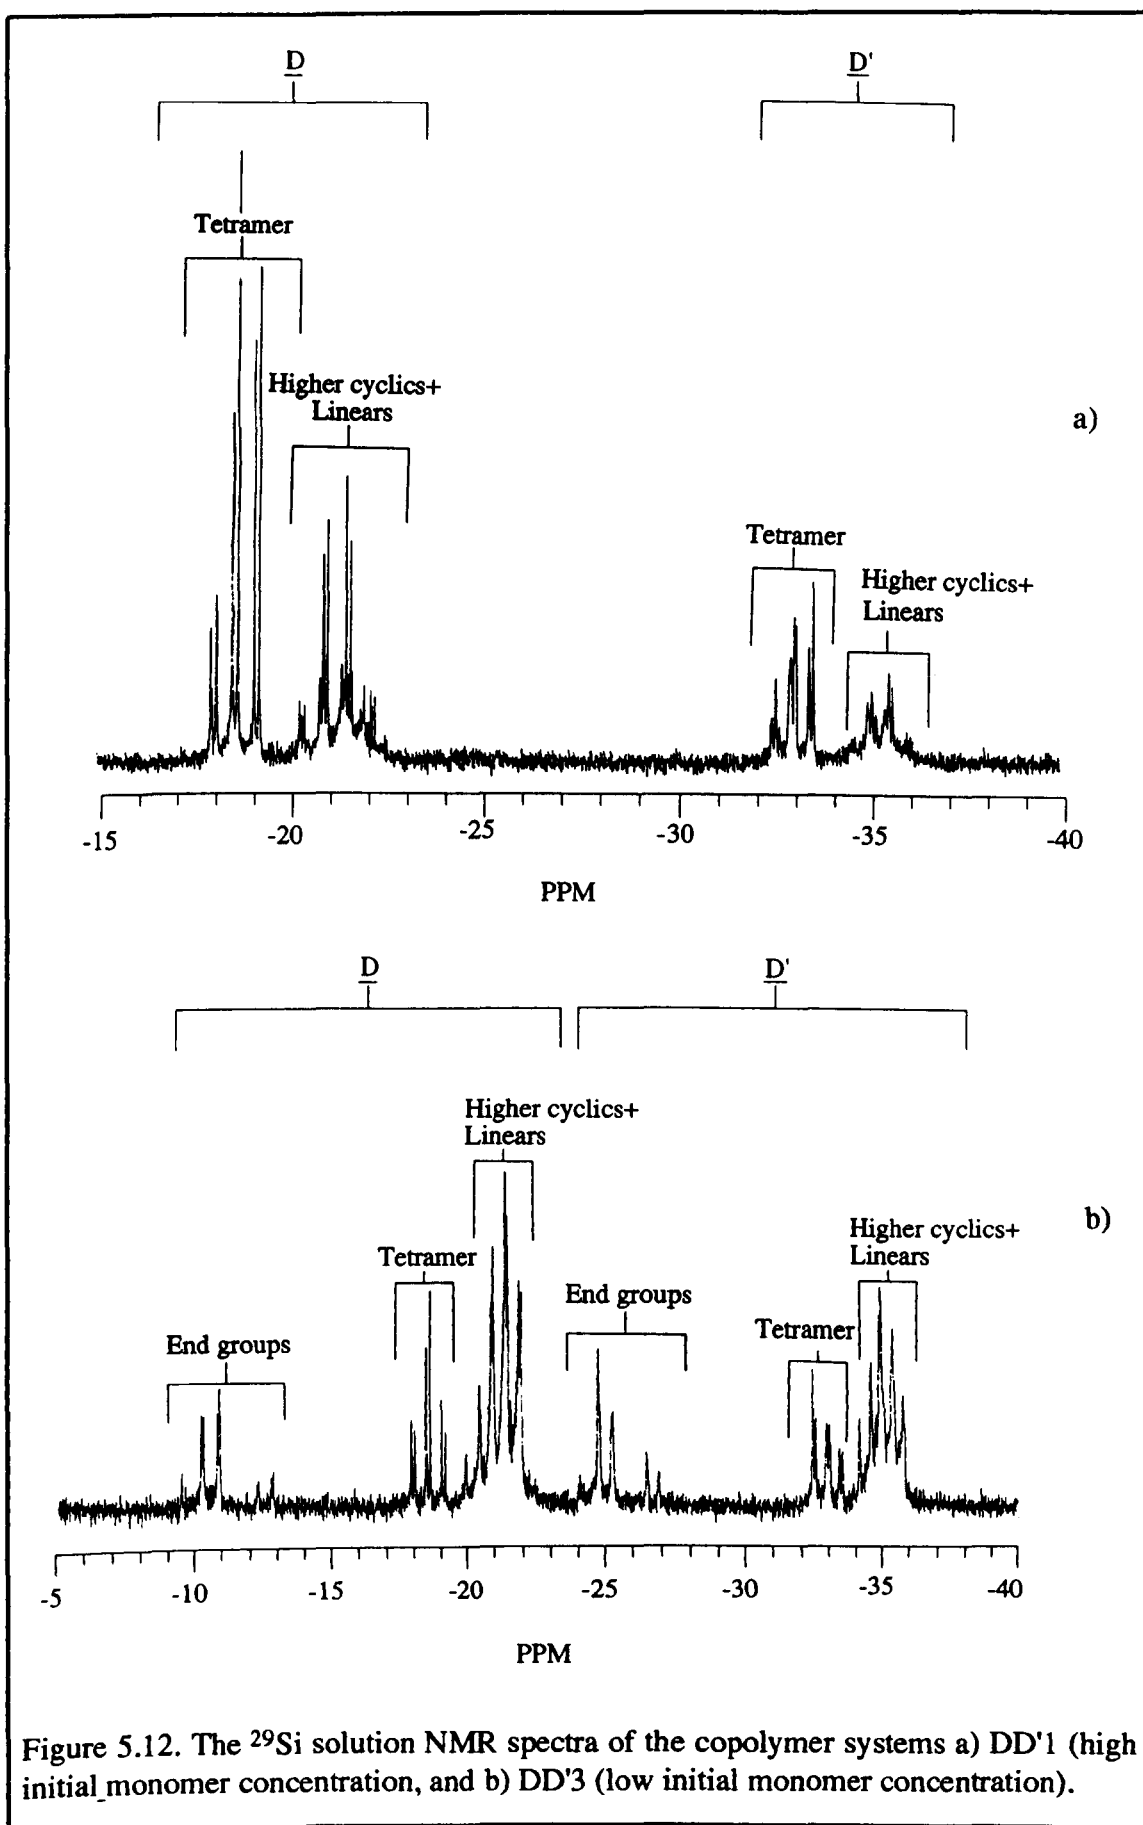 D
D'
Tetramer
Higher cyclics+
Linears
a)
Tetramer
Higher cyclics+
Linears
-15
-20
-25
-30
-35
-40
PPM
D
D'
Higher cyclics+
Linears
b)
Higher cyclics+
Linears
Tetramer
End groups
Tetramer
End groups
-5
-10
-15
-20
-25
-30
-35
-40
PPM
Figure 5.12. The ²⁹Si solution NMR spectra of the copolymer systems a) DD'1 (high
initial monomer concentration, and b) DD'3 (low initial monomer concentration).